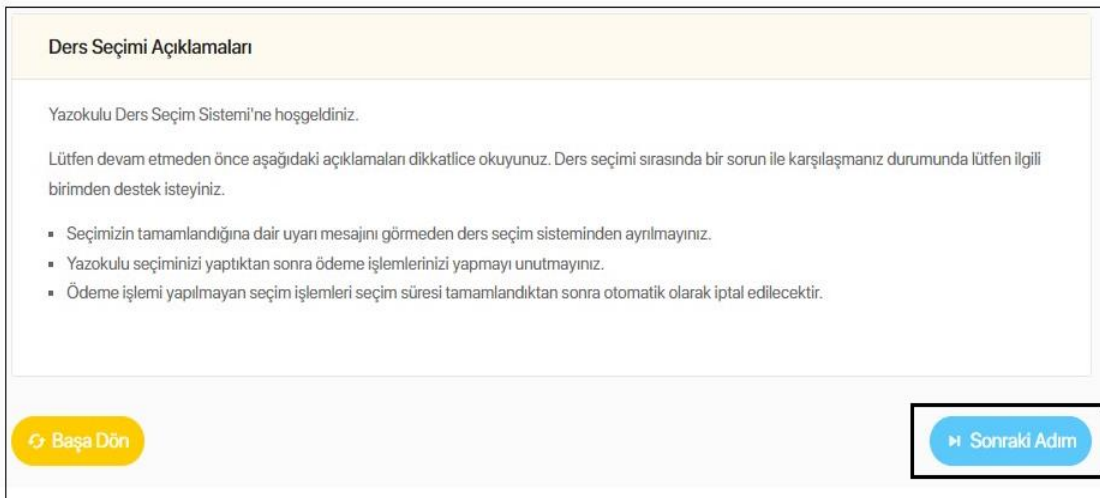 Ders Seçimi Açıklamaları
Yazokulu Ders Seçim Sistemi'ne hoşgeldiniz.
Lütfen devam etmeden önce aşağıdaki açıklamaları dikkatlice okuyunuz. Ders seçimi sırasında bir sorun ile karşılaşmanız durumunda lütfen ilgili
birimden destek isteyiniz.
▪ Seçimizin tamamlandığına dair uyarı mesajını görmeden ders seçim sisteminden ayrılmayınız.
▪ Yazokulu seçiminizi yaptıktan sonra ödeme işlemlerinizi yapmayı unutmayınız.
▪ Ödeme işlemi yapılmayan seçim işlemleri seçim süresi tamamlandıktan sonra otomatik olarak iptal edilecektir.
Başa Dön
Sonraki Adım